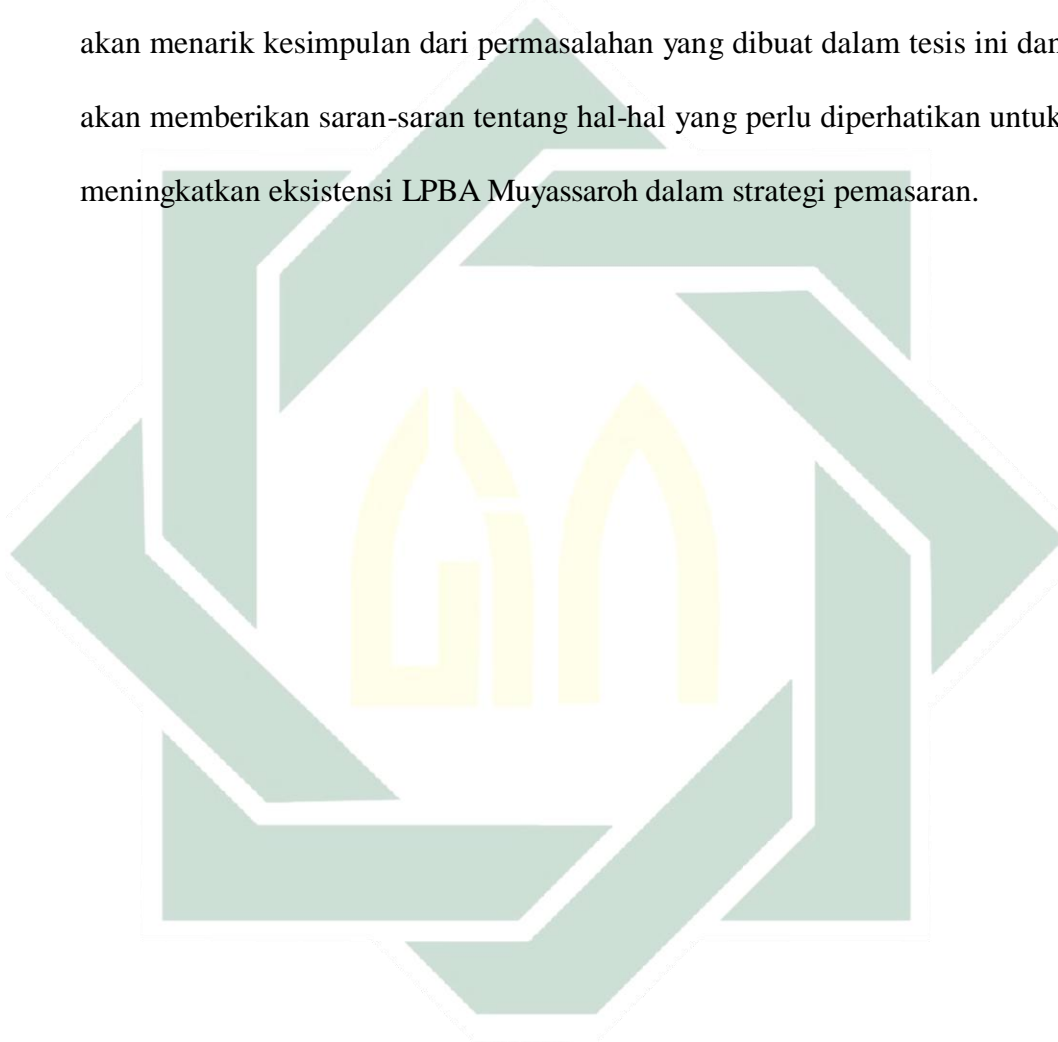 akan menarik kesimpulan dari permasalahan yang dibuat dalam tesis ini dan
akan memberikan saran-saran tentang hal-hal yang perlu diperhatikan untuk
meningkatkan eksistensi LPBA Muyassaroh dalam strategi pemasaran.